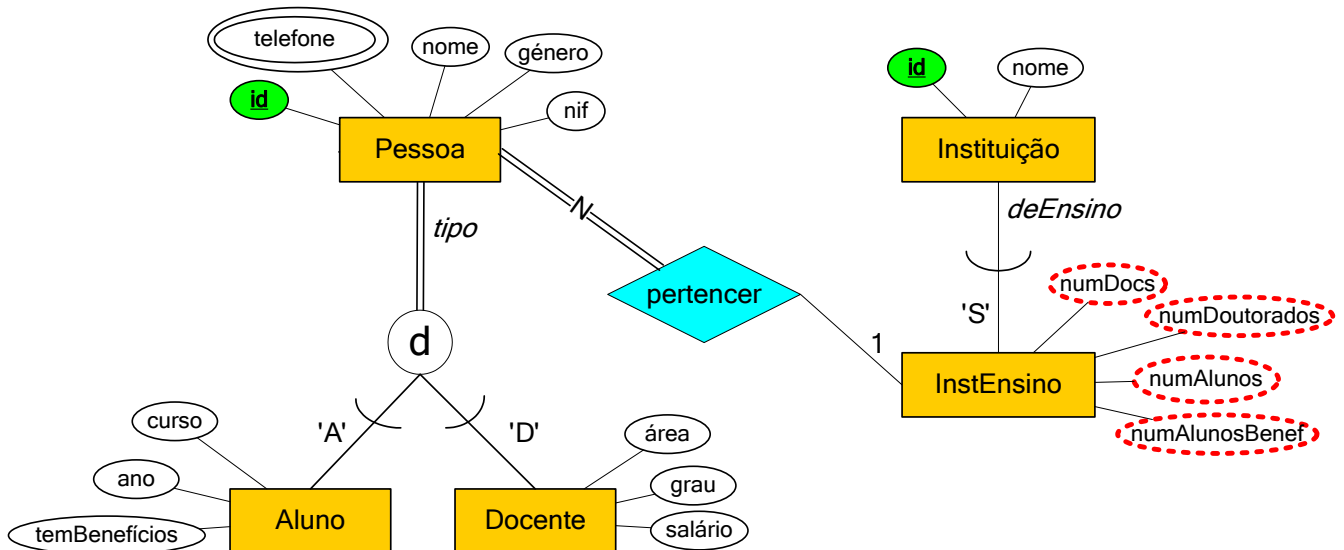 telefone
nome
género
id
nif
Pessoa
id
nome
Instituição
tipo
N
deEnsino
pertencer
numDocs
'S'
numDoutorados
d
1
InstEnsino
numAlunos
numAlunosBenef
curso
'A'
'D'
área
ano
grau
temBenefícios
Aluno
Docente
salário